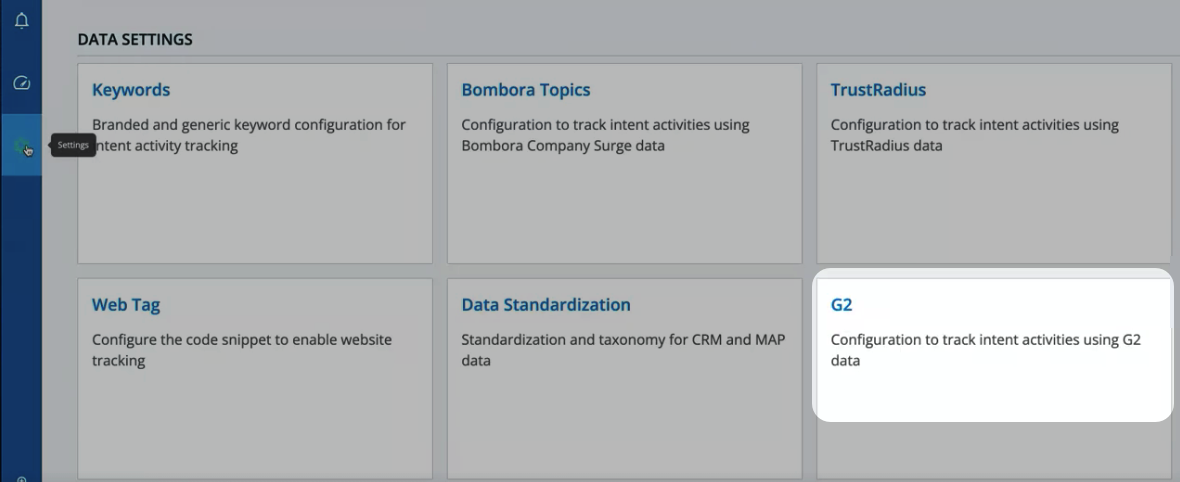 DATA SETTINGS
Keywords
Branded and generic keyword configuration for
intent activity tracking
Settings
Bombora Topics
Configuration to track intent activities using
Bombora Company Surge data
TrustRadius
Configuration to track intent activities using
TrustRadius data
Web Tag
Configure the code snippet to enable website
tracking
Data Standardization
Standardization and taxonomy for CRM and MAP
data
G2
Configuration to track intent activities using G2
data